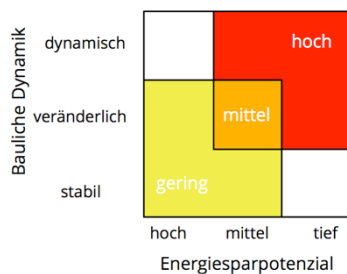 Bauliche Dynamik
dynamisch
hoch
veränderlich
mittel
stabil
gering
hoch
mittel
tief
Energiesparpotenzial